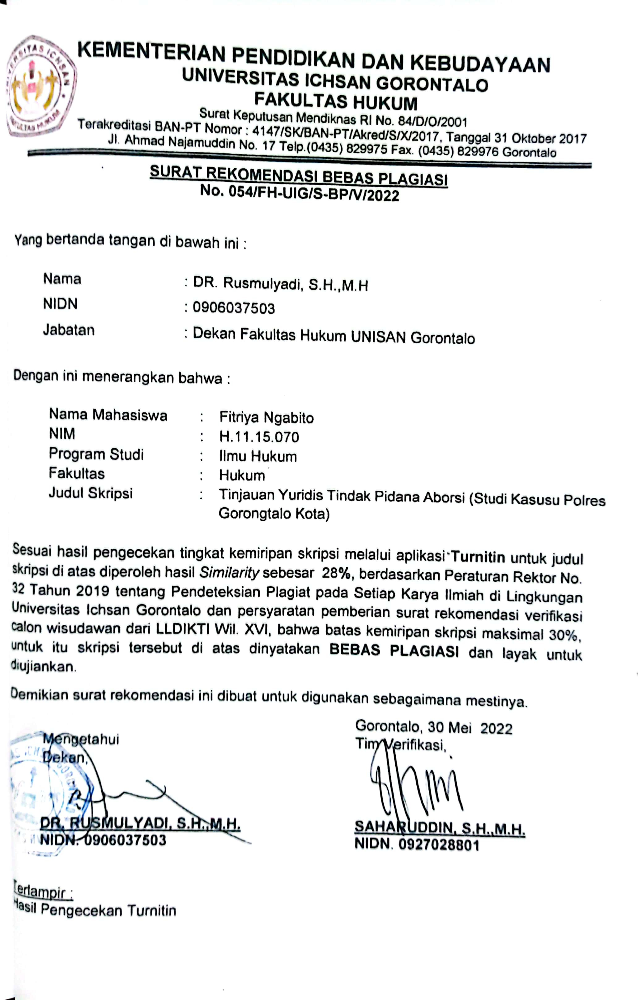 KEMENTERIAN PENDIDIKAN DAN KEBUDAYAAN
UNIVERSITAS ICHSAN GORONTALO
FAKULTAS HUKUM
Surat Keputusan Mendiknas RI No. 84/D/O/2001
Terakreditasi BAN-PT Nomor : 4147/SK/BAN-PT/Akred/S/X/2017, Tanggal 31 Oktober 2017
Jl. Ahmad Najamuddin No. 17 Telp.(0435) 829975 Fax. (0435) 829976 Gorontalo
SURAT REKOMENDASI BEBAS PLAGIASI
No. 054/FH-UIG/S-BP/V/2022
Yang bertanda tangan di bawah ini :
Nama : DR. Rusmulyadi, S.H.,M.H
NIDN : 0906037503
Jabatan : Dekan Fakultas Hukum UNISAN Gorontalo
Dengan ini menerangkan bahwa :
Nama Mahasiswa : Fitriya Ngabito
NIM : H.11.15.070
Program Studi : Ilmu Hukum
Fakultas : Hukum
Judul Skripsi : Tinjauan Yuridis Tindak Pidana Aborsi (Studi Kasusu Polres
Gorongtalo Kota)
Sesuai hasil pengecekan tingkat kemiripan skripsi melalui aplikasi Turnitin untuk judul
skripsi di atas diperoleh hasil Similarity sebesar 28%, berdasarkan Peraturan Rektor No.
32 Tahun 2019 tentang Pendeteksian Plagiat pada Setiap Karya Ilmiah di Lingkungan
Universitas Ichsan Gorontalo dan persyaratan pemberian surat rekomendasi verifikasi
calon wisudawan dari LLDIKTI Wil. XVI, bahwa batas kemiripan skripsi maksimal 30%,
untuk itu skripsi tersebut di atas dinyatakan BEBAS PLAGIASI dan layak untuk
diujiankan.
Demikian surat rekomendasi ini dibuat untuk digunakan sebagaimana mestinya.
Gorontalo, 30 Mei 2022
Mengetahui
Dekan,
Tim Verifikasi,
DR. RUSMULYADI, S.H.,M.H.
NIDN. 0906037503
SAHARUDDIN, S.H.,M.H.
NIDN. 0927028801
Terlampir :
Hasil Pengecekan Turnitin